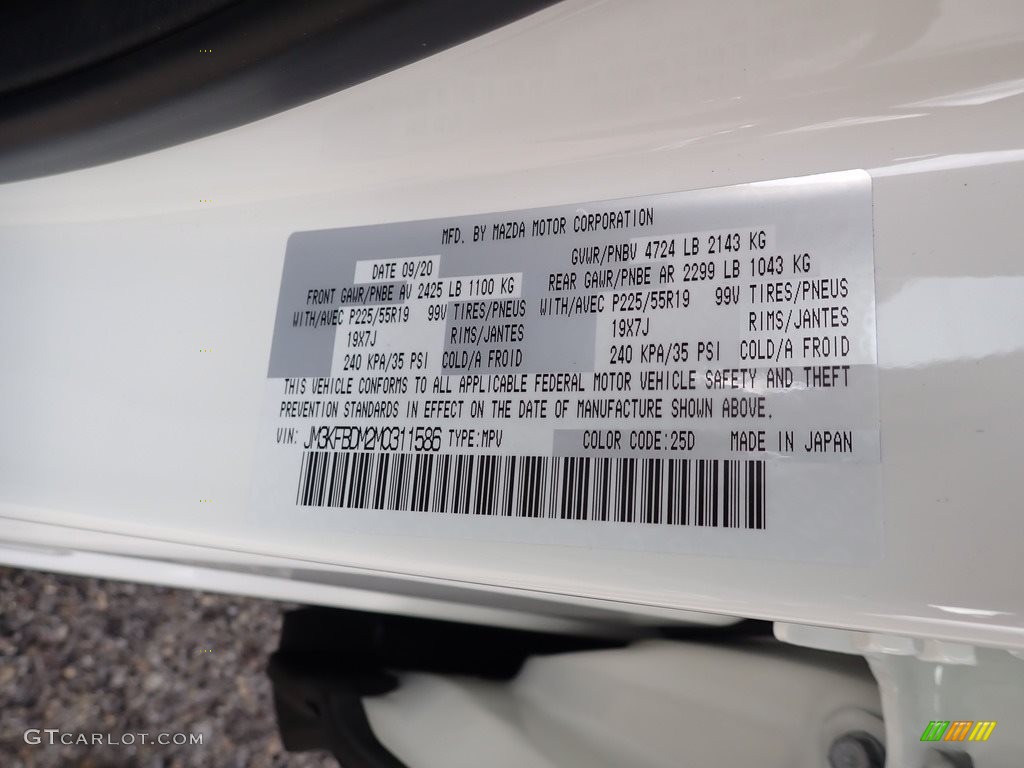 MFD. BY MAZDA MOTOR CORPORATION
DATE 09/20 GVWR/PNBV 4724 LB 2143 KG
FRONT GAWR/PNBE AV 2425 LB 1100 KG REAR GAWR/PNBE AR 2299 LB 1043 KG
WITH/AVEC P225/55R19 99V TIRES/PNEUS WITH/AVEC P225/55R19 99V TIRES/PNEUS
19X7J RIMS/JANTES 19X7J RIMS/JANTES
240 KPA/35 PSI COLD/A FROID 240 KPA/35 PSI COLD/A FROID
THIS VEHICLE CONFORMS TO ALL APPLICABLE FEDERAL MOTOR VEHICLE SAFETY AND THEFT
PREVENTION STANDARDS IN EFFECT ON THE DATE OF MANUFACTURE SHOWN ABOVE.
VIN: JM3KFBDM2M0311586 TYPE:MPV COLOR CODE:25D MADE IN JAPAN
GTCARLOT.COM